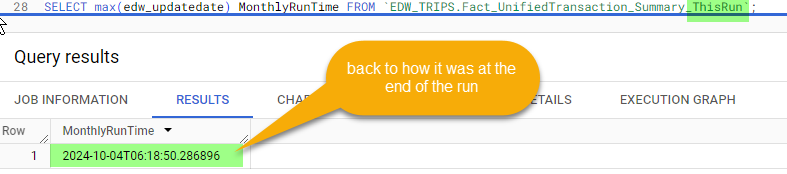 28 SELECT max(edw_updatedate) MonthlyRunTime FROM `EDW_TRIPS.Fact_UnifiedTransaction_Summary_ThisRun`;
Query results
back to how it was at the
end of the run
JOB INFORMATION RESULTS CHA ETAILS EXECUTION GRAPH
Row MonthlyRunTime
1 2024-10-04T06:18:50.286896